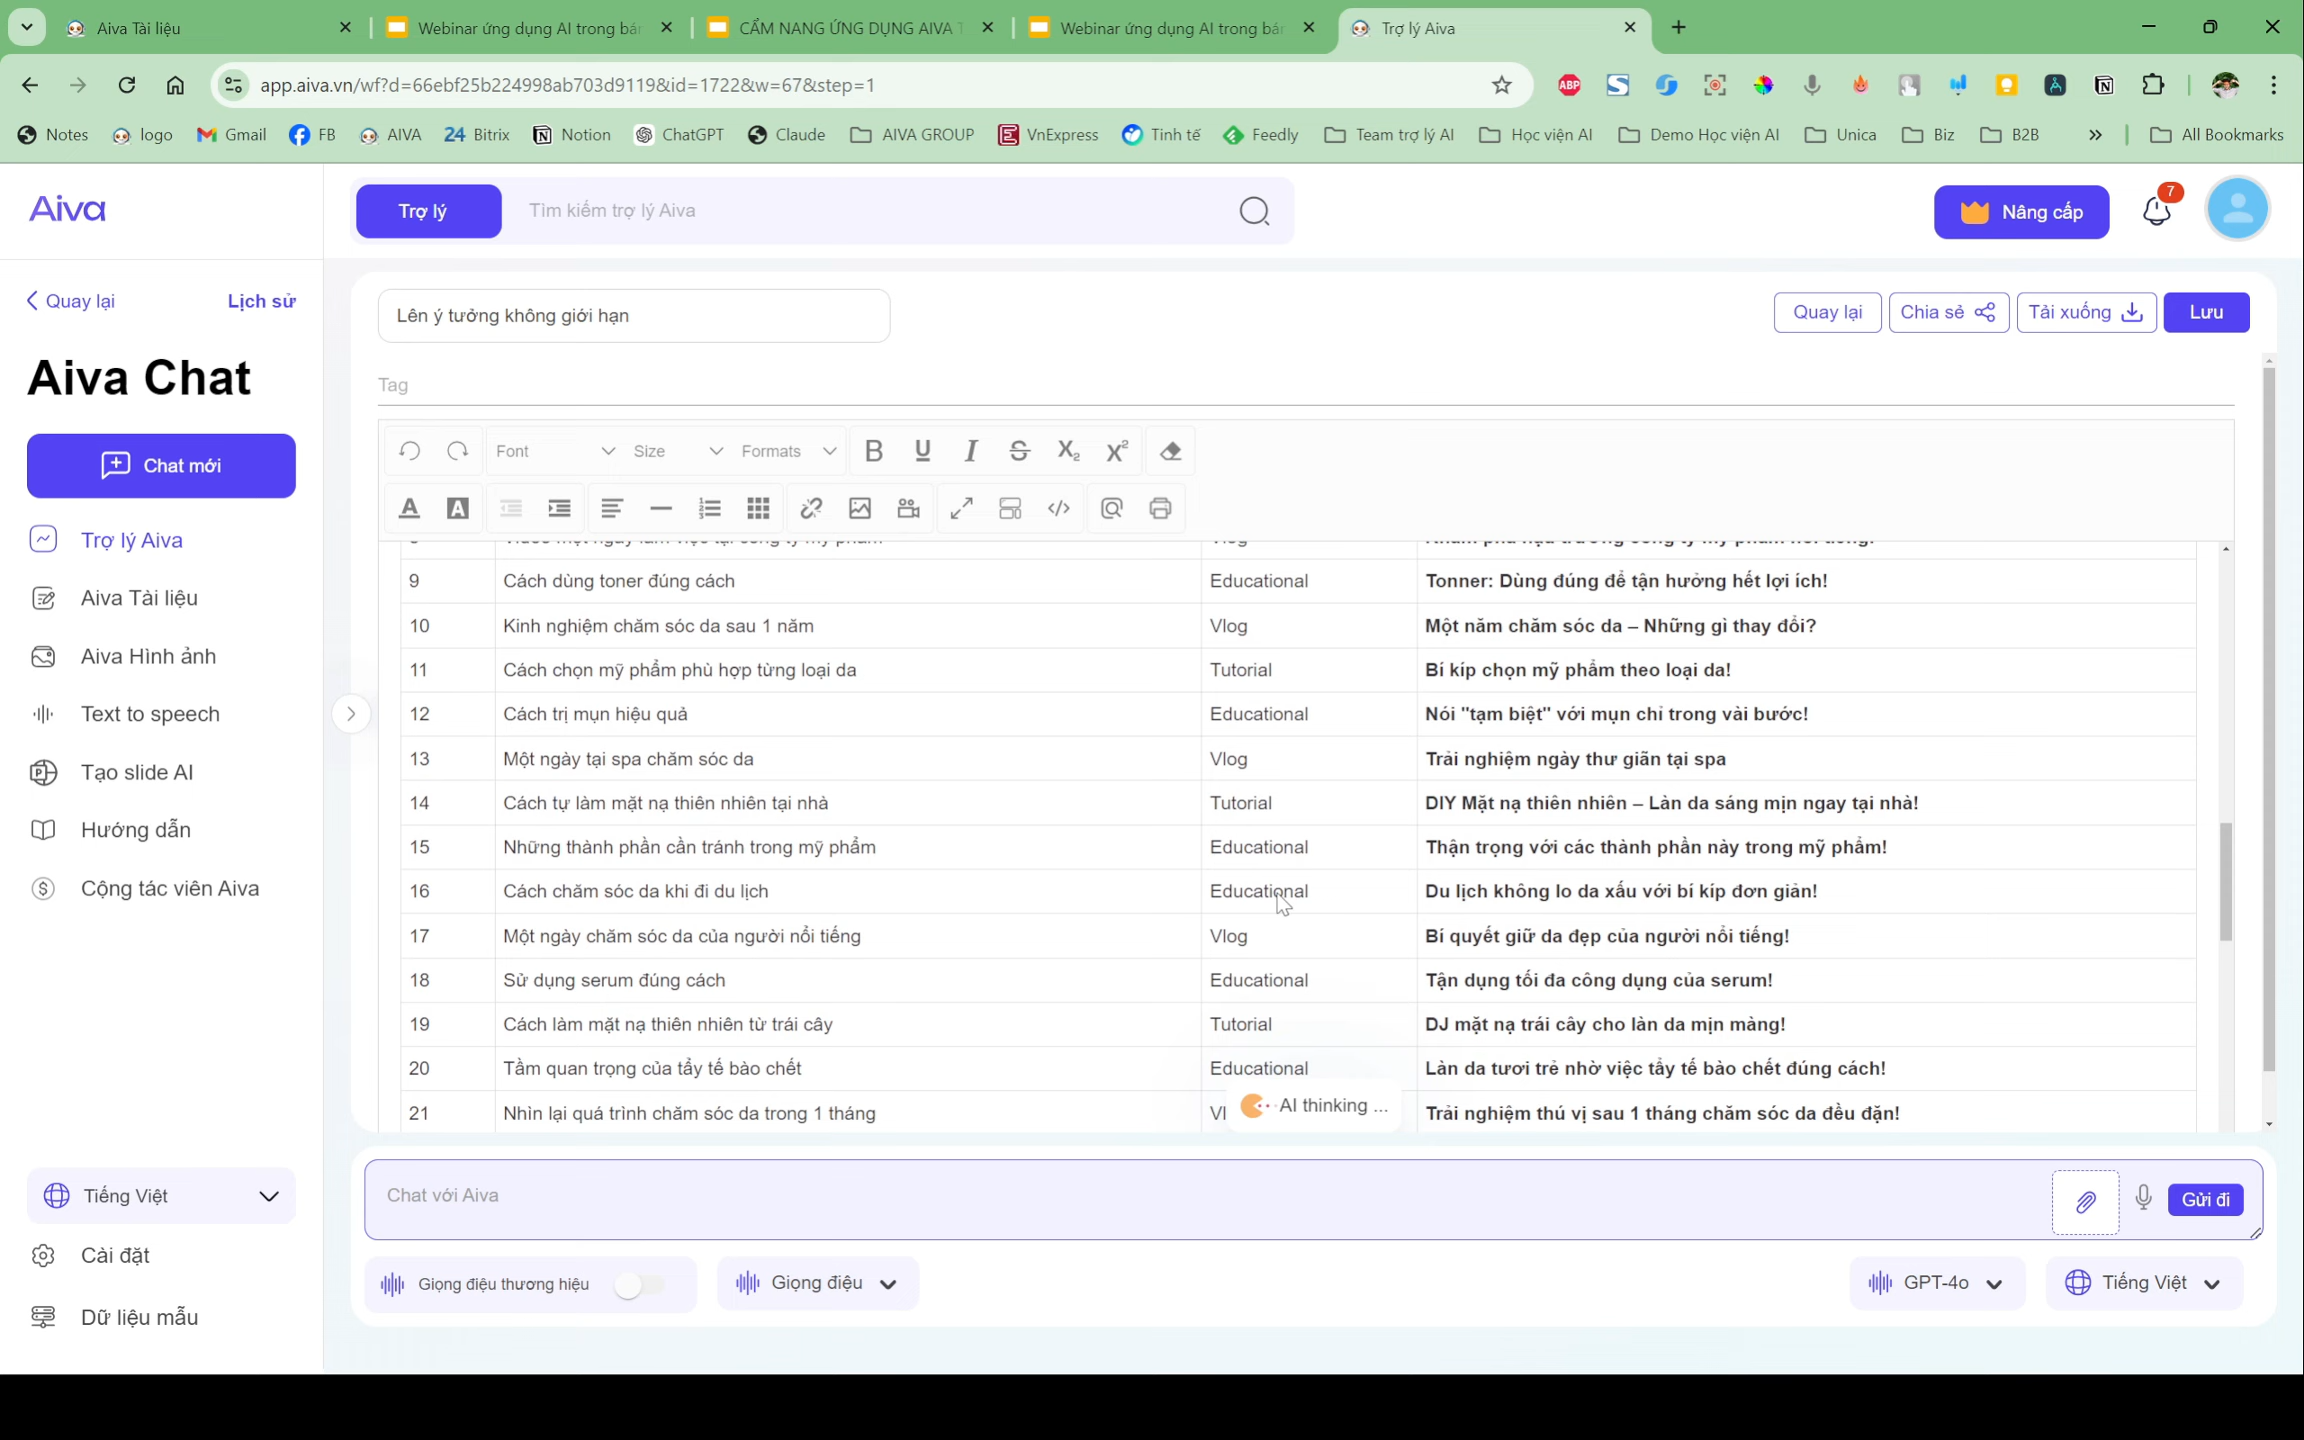 Aiva Tài liệu
Webinar ứng dụng AI trong bán
CẨM NANG ỨNG DỤNG AIVA T
Webinar ứng dụng AI trong bán
Trợ lý Aiva
app.aiva.vn/wf?d=66ebf25b224998ab703d9119&id=1722&w=67&step=1
ABP
Notes
logo
Gmail
FB
AIVA
24 Bitrix
Notion
ChatGPT
Claude
AIVA GROUP
VnExpress
Tinh tế
Feedly
Team trợ lý AI
Học viện AI
Demo Học viện AI
Unica
Biz
B2B
All Bookmarks
Aiva
Trợ lý
Tìm kiếm trợ lý Aiva
Nâng cấp
7
Quay lại
Lịch sử
Aiva Chat
Chat mới
Trợ lý Aiva
Aiva Tài liệu
Aiva Hình ảnh
Text to speech
Tạo slide AI
Hướng dẫn
Cộng tác viên Aiva
Tiếng Việt
Cài đặt
Dữ liệu mẫu
Lên ý tưởng không giới hạn
Quay lại
Chia sẻ
Tải xuống
Lưu
Tag
Font
Size
Formats
9 Cách dùng toner đúng cách Educational Tonner: Dùng đúng để tận hưởng hết lợi ích!
10 Kinh nghiệm chăm sóc da sau 1 năm Vlog Một năm chăm sóc da – Những gì thay đổi?
11 Cách chọn mỹ phẩm phù hợp từng loại da Tutorial Bí kíp chọn mỹ phẩm theo loại da!
12 Cách trị mụn hiệu quả Educational Nói "tạm biệt" với mụn chỉ trong vài bước!
13 Một ngày tại spa chăm sóc da Vlog Trải nghiệm ngày thư giãn tại spa
14 Cách tự làm mặt nạ thiên nhiên tại nhà Tutorial DIY Mặt nạ thiên nhiên – Làn da sáng mịn ngay tại nhà!
15 Những thành phần cần tránh trong mỹ phẩm Educational Thận trọng với các thành phần này trong mỹ phẩm!
16 Cách chăm sóc da khi đi du lịch Educational Du lịch không lo da xấu với bí kíp đơn giản!
17 Một ngày chăm sóc da của người nổi tiếng Vlog Bí quyết giữ da đẹp của người nổi tiếng!
18 Sử dụng serum đúng cách Educational Tận dụng tối đa công dụng của serum!
19 Cách làm mặt nạ thiên nhiên từ trái cây Tutorial DJ mặt nạ trái cây cho làn da mịn màng!
20 Tầm quan trọng của tẩy tế bào chết Educational Làn da tươi trẻ nhờ việc tẩy tế bào chết đúng cách!
21 Nhìn lại quá trình chăm sóc da trong 1 tháng Vl Trải nghiệm thú vị sau 1 tháng chăm sóc da đều đặn!
AI thinking ...
Chat với Aiva
Gửi đi
Giọng điệu thương hiệu
Giọng điệu
GPT-4o
Tiếng Việt